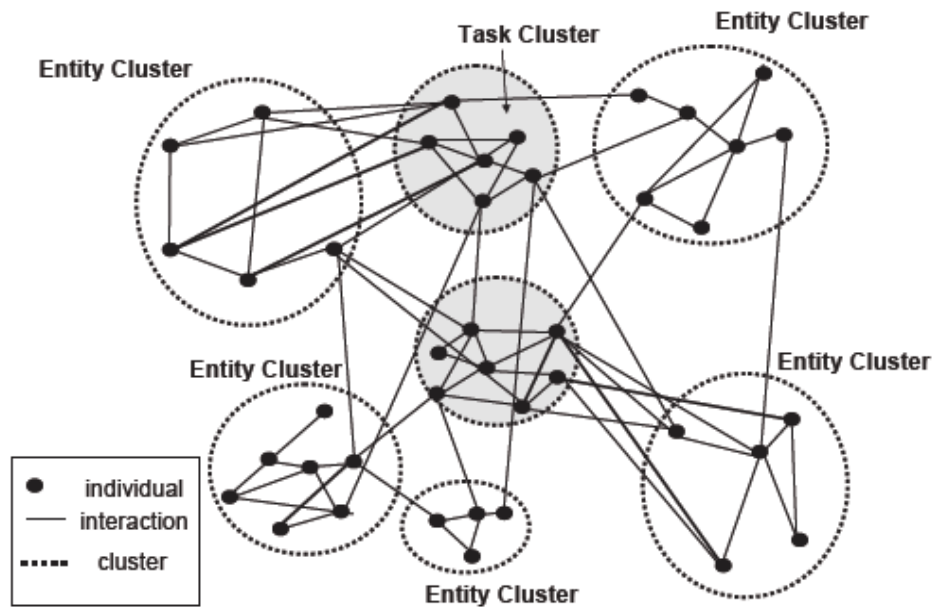 Entity Cluster
Task Cluster
Entity Cluster
Entity Cluster
Entity Cluster
individual
interaction
cluster
Entity Cluster